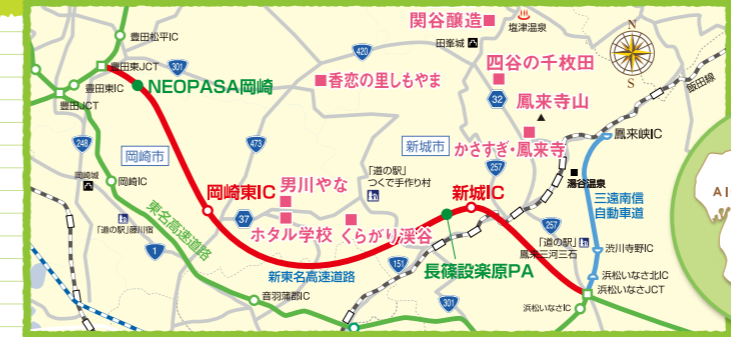 関谷醸造
塩津温泉
田峯城
豊田松平IC
420
257
N
S
四谷の千枚田
301
豊田東JCT
NEOPASA岡崎
香恋の里しもやま
飯田線
豊田東IC
豊田JCT
32
鳳来寺山
鳳来峡IC
かさすぎ・鳳来寺
248
岡崎市
473
新城市
湯谷温泉
岡崎城
岡崎IC
「道の駅」
つくで手作り村
三遠南信
自動車道
男川やな
新城IC
岡崎東IC
37
ホタル学校
くらがり渓谷
257
「道の駅」
鳳来三河三石
渋川寺野IC
「道の駅」藤川宿
東名高速道路
1
151
長篠設楽原PA
浜松いなさ北IC
新東名高速道路
浜松いなさJCT
音羽蒲郡IC
301
浜松いなさIC
AI